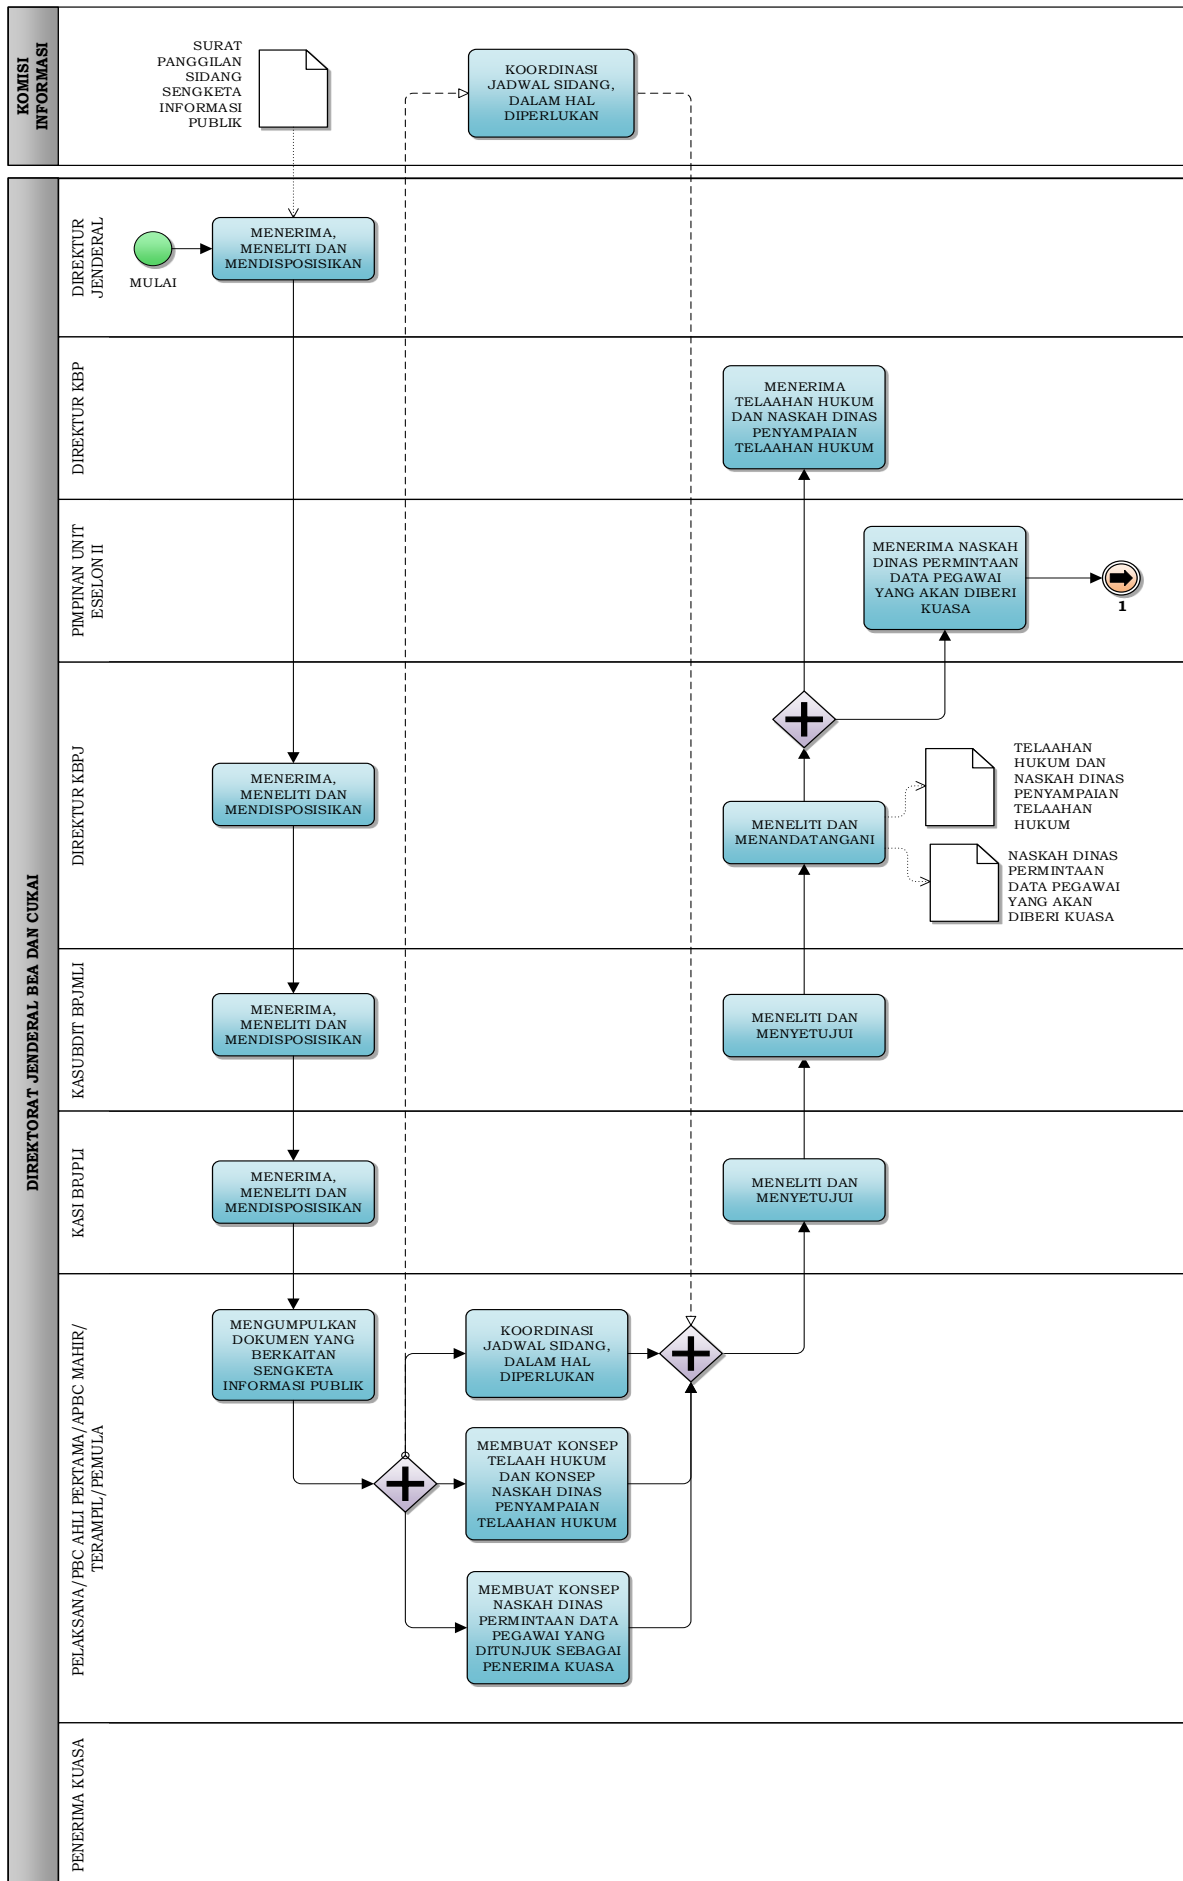 KOMISI
INFORMASI
SURAT
PANGGILAN
SIDANG
SENGKETA
INFORMASI
PUBLIK
KOORDINASI
JADWAL SIDANG,
DALAM HAL
DIPERLUKAN
DIREKTORAT JENDERAL BEA DAN CUKAI
DIREKTUR
JENDERAL
MULAI
MENERIMA,
MENELITI DAN
MENDISPOSISIKAN
DIREKTUR KBP
MENERIMA
TELAAHAN HUKUM
DAN NASKAH DINAS
PENYAMPAIAN
TELAAHAN HUKUM
PIMPINAN UNIT
ESELON II
MENERIMA NASKAH
DINAS PERMINTAAN
DATA PEGAWAI
YANG AKAN DIBERI
KUASA
1
DIREKTUR KBPJ
MENERIMA,
MENELITI DAN
MENDISPOSISIKAN
MENELITI DAN
MENANDATANGANI
TELAAHAN
HUKUM DAN
NASKAH DINAS
PENYAMPAIAN
TELAAHAN
HUKUM
NASKAH DINAS
PERMINTAAN
DATA PEGAWAI
YANG AKAN
DIBERI KUASA
KASUBDIT BPJMLI
MENERIMA,
MENELITI DAN
MENDISPOSISIKAN
MENELITI DAN
MENYETUJUI
KASI BRJPLI
MENERIMA,
MENELITI DAN
MENDISPOSISIKAN
MENELITI DAN
MENYETUJUI
PELAKSANA/PBC AHLI PERTAMA/APBC MAHIR/
TERAMPIL/PEMULA
MENGUMPULKAN
DOKUMEN YANG
BERKAITAN
SENGKETA
INFORMASI PUBLIK
KOORDINASI
JADWAL SIDANG,
DALAM HAL
DIPERLUKAN
MEMBUAT KONSEP
TELAAH HUKUM
DAN KONSEP
NASKAH DINAS
PENYAMPAIAN
TELAAHAN HUKUM
MEMBUAT KONSEP
NASKAH DINAS
PERMINTAAN DATA
PEGAWAI YANG
DITUNJUK SEBAGAI
PENERIMA KUASA
PENERIMA KUASA